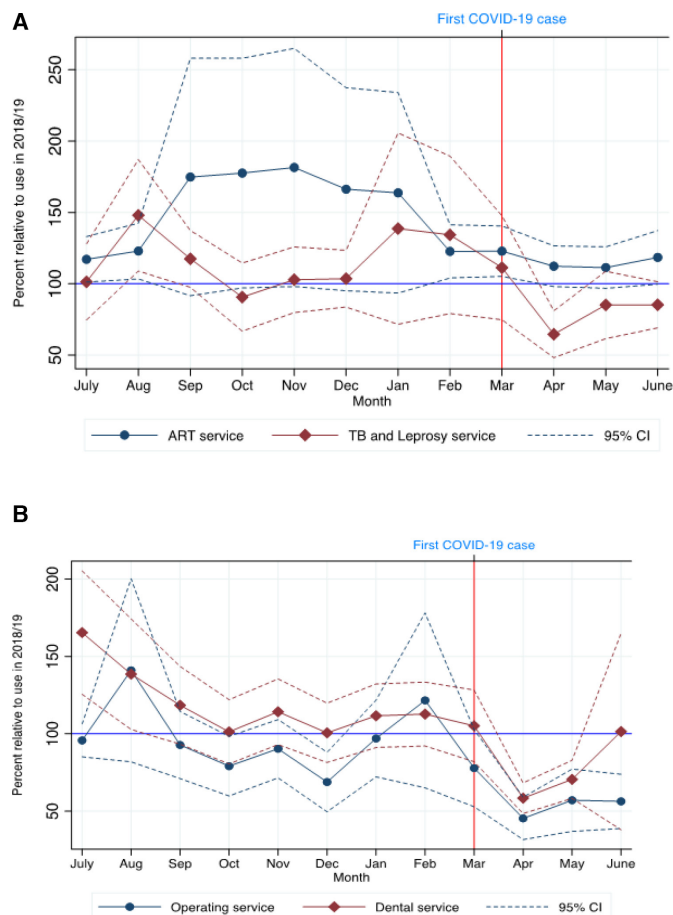 A
First COVID-19 case
Percent relative to use in 2018/19
250
200
150
100
50
July Aug Sep Oct Nov Dec Jan Feb Mar Apr May June
Month
ART service TB and Leprosy service 95% CI
B
First COVID-19 case
Percent relative to use in 2018/19
200
150
100
50
July Aug Sep Oct Nov Dec Jan Feb Mar Apr May June
Month
Operating service Dental service 95% CI